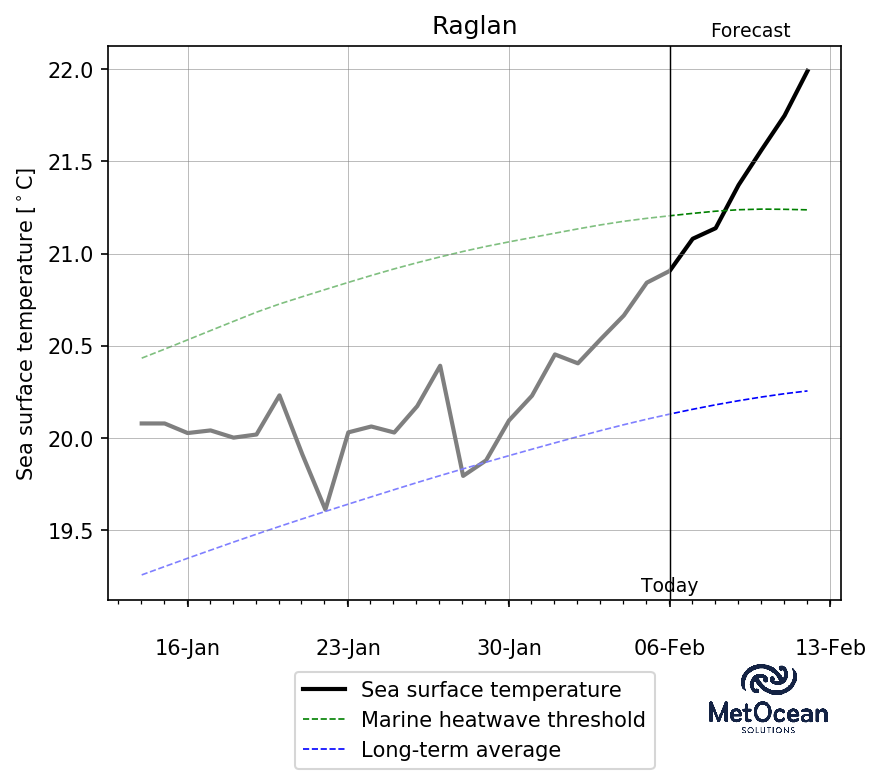 Raglan
Forecast
Sea surface temperature [°C]
22.0
21.5
21.0
20.5
20.0
19.5
Today
16-Jan
23-Jan
30-Jan
06-Feb
13-Feb
Sea surface temperature
Marine heatwave threshold
Long-term average
MetOcean
SOLUTIONS